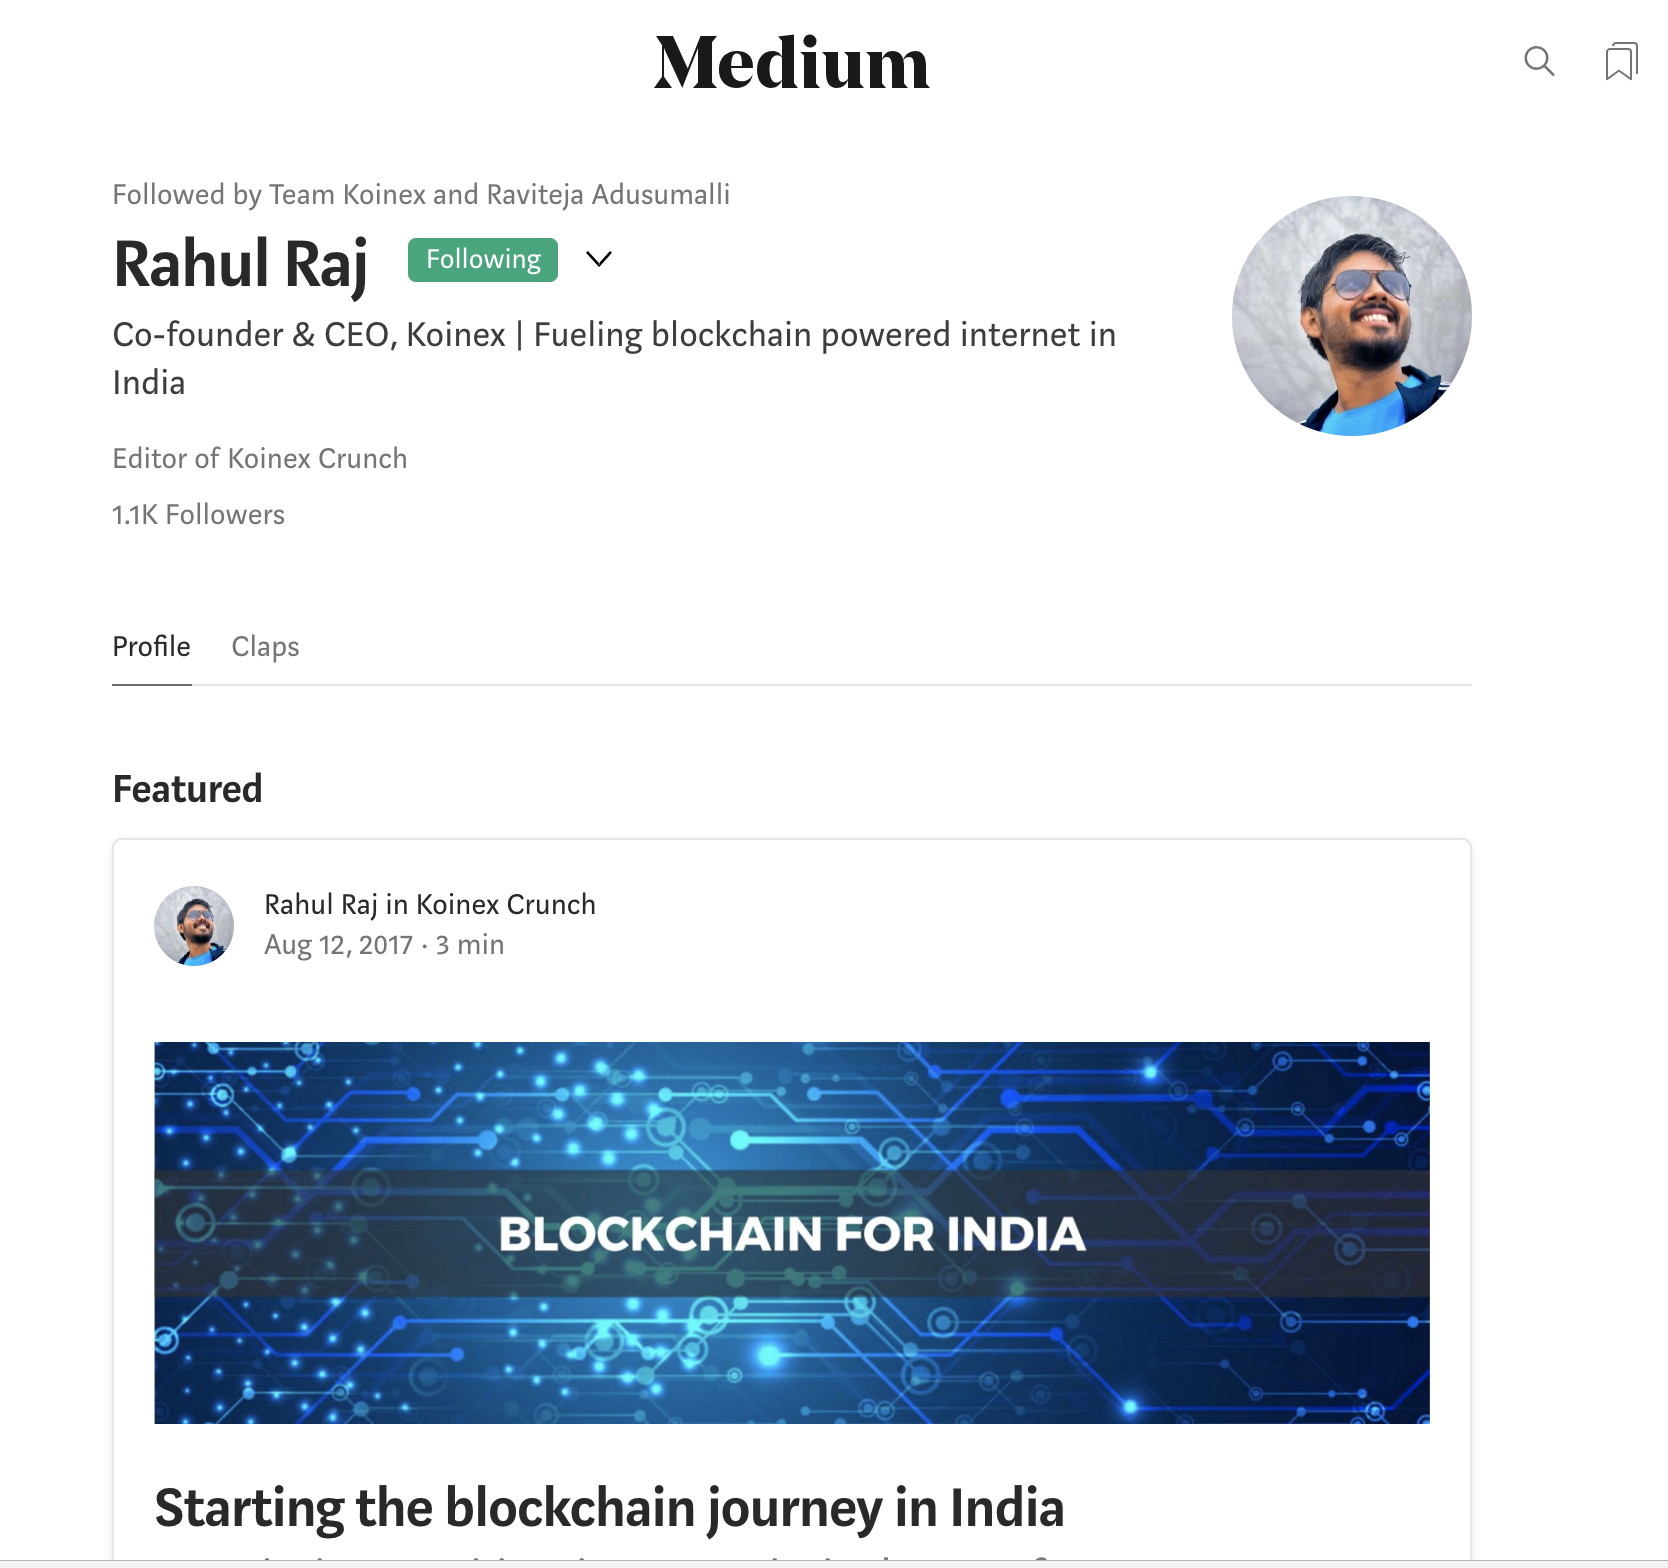 Medium
Followed by Team Koinex and Raviteja Adusumalli
Rahul Raj Following
Co-founder & CEO, Koinex | Fueling blockchain powered internet in
India
Editor of Koinex Crunch
1.1K Followers
Profile Claps
Featured
Rahul Raj in Koinex Crunch
Aug 12, 2017 · 3 min
BLOCKCHAIN FOR INDIA
Starting the blockchain journey in India